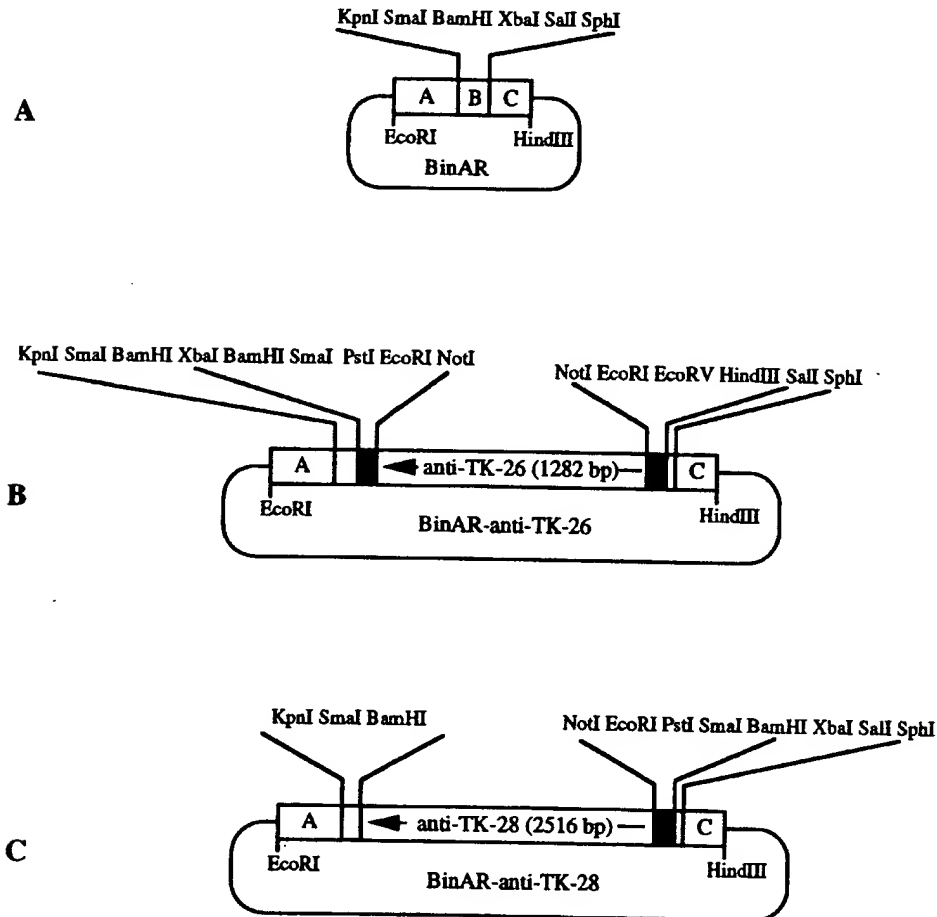 KpnI SmaI BamHI XbaI SalI SphI
A
A B C
EcoRI HindIII
BinAR
KpnI SmaI BamHI XbaI BamHI SmaI PstI EcoRI NotI
NotI EcoRI EcoRV HindIII SalI SphI
B
A anti-TK-26 (1282 bp) C
EcoRI HindIII
BinAR-anti-TK-26
KpnI SmaI BamHI
NotI EcoRI PstI SmaI BamHI XbaI SalI SphI
C
A anti-TK-28 (2516 bp) C
EcoRI HindIII
BinAR-anti-TK-28